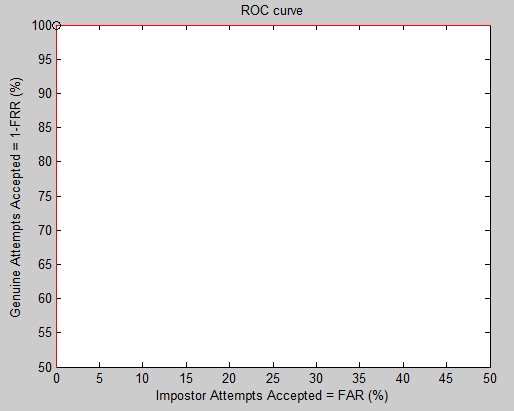 ROC curve
100
95
90
85
80
75
70
65
60
55
50
Genuine Attempts Accepted = 1-FRR (%)
0 5 10 15 20 25 30 35 40 45 50
Impostor Attempts Accepted = FAR (%)